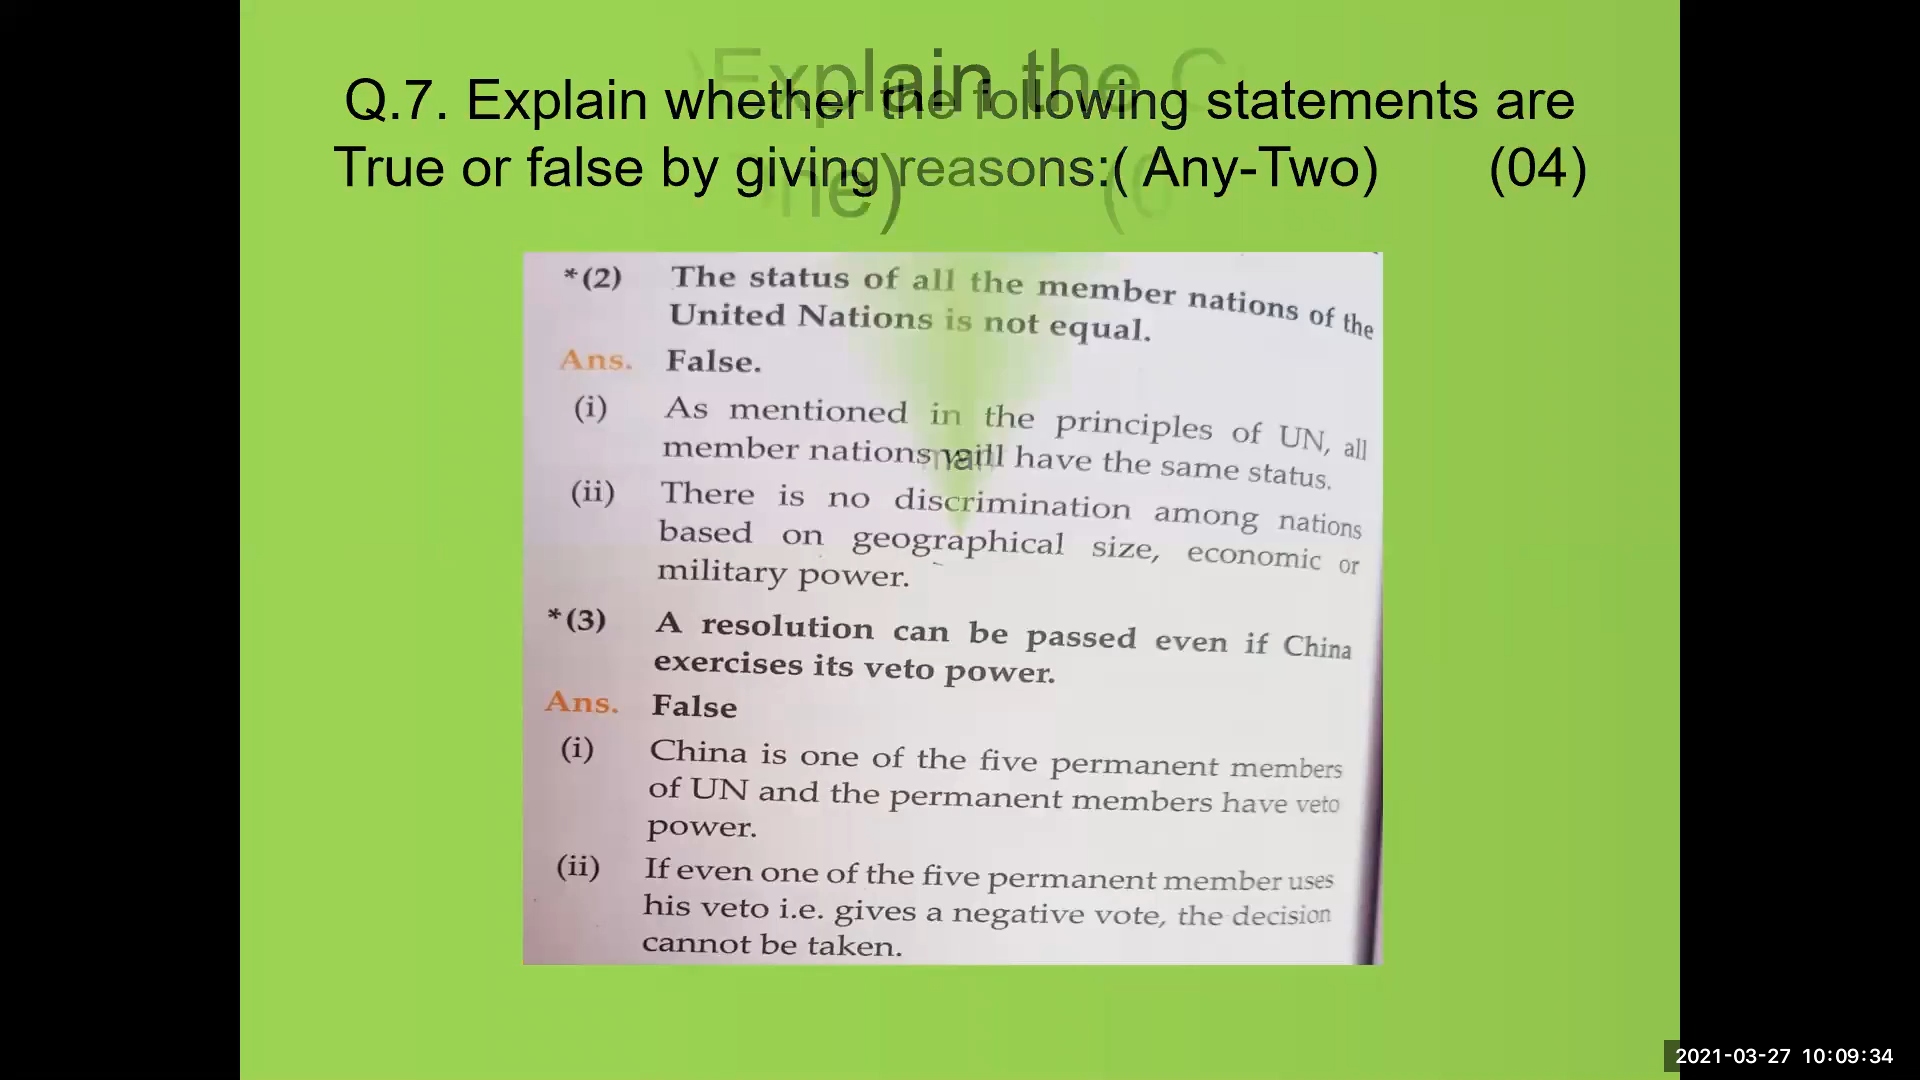 Q.7. Explain whether the following statements are
True or false by giving reasons:( Any-Two) (04)
*(2) The status of all the member nations of the
United Nations is not equal.
Ans. False.
(i) As mentioned in the principles of UN, all
member nations will have the same status.
(ii) There is no discrimination among nations
based on geographical size, economic or
military power.
*(3) A resolution can be passed even if China
exercises its veto power.
Ans. False
(i) China is one of the five permanent members
of UN and the permanent members have veto
power.
(ii) If even one of the five permanent member uses
his veto i.e. gives a negative vote, the decision
cannot be taken.
2021-03-27 10:09:34